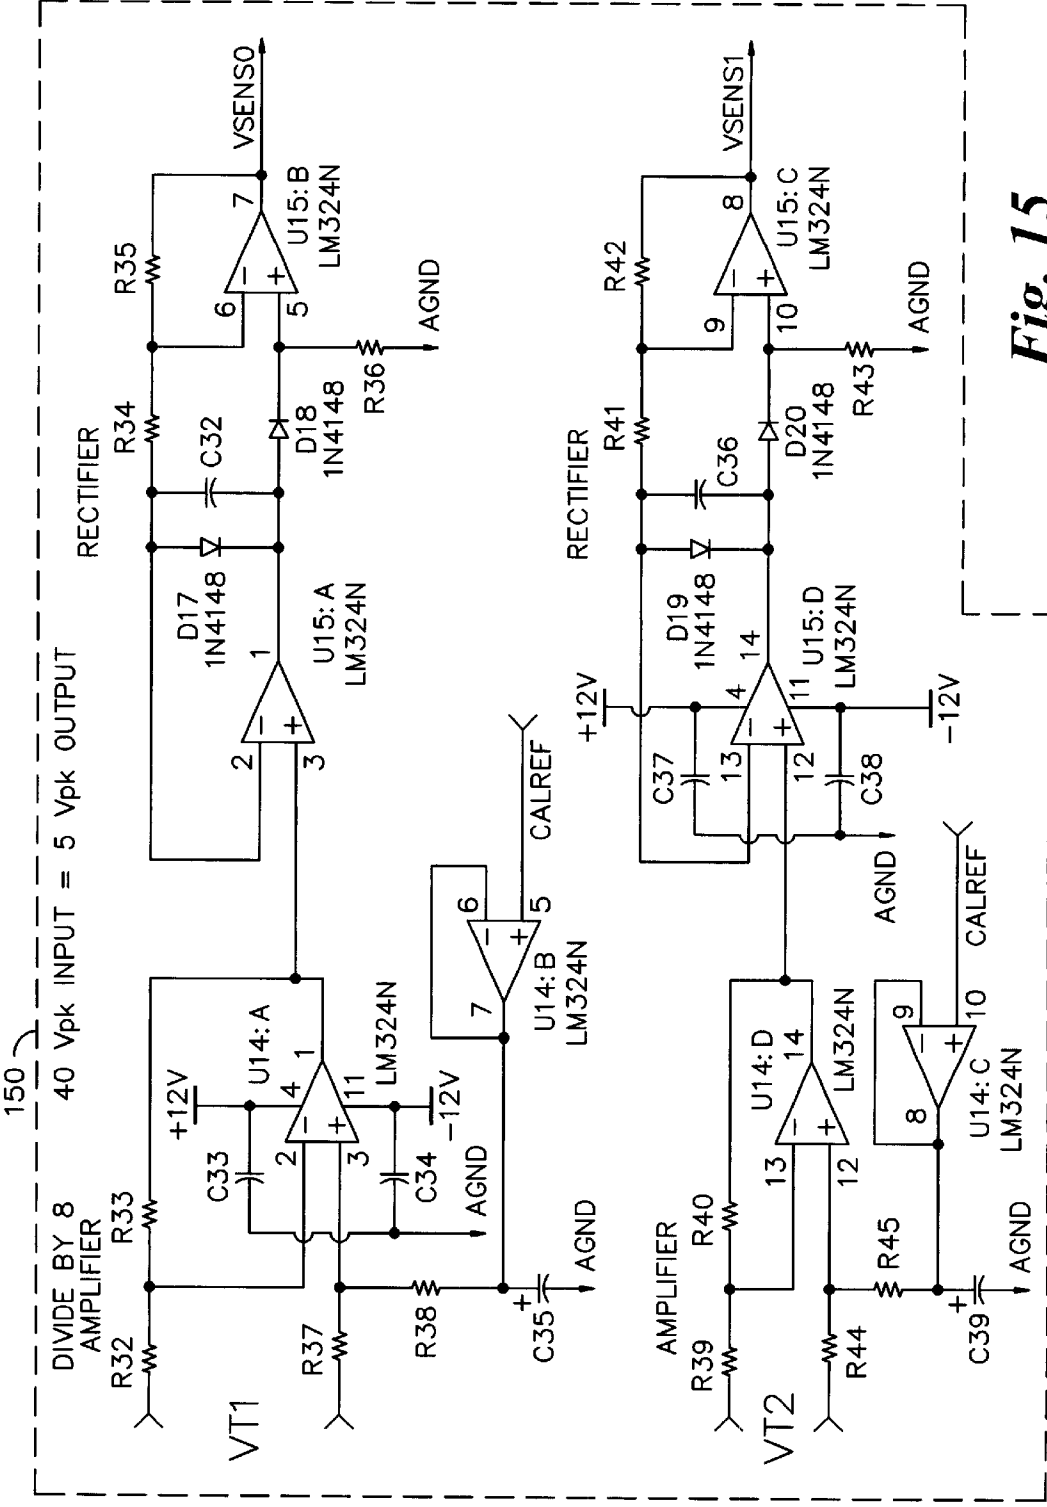 150
DIVIDE BY 8
AMPLIFIER
40 Vpk INPUT = 5 Vpk OUTPUT
RECTIFIER
R32
R33
VT1
R37
R38
C33
C34
+12V
-12V
AGND
U14:A
LM324N
2
3
4
11
1
C35
+
AGND
U14:B
LM324N
6
5
7
CALREF
2
3
1
U15:A
LM324N
D17
1N4148
C32
R34
D18
1N4148
R35
R36
AGND
6
5
7
U15:B
LM324N
VSENS0
AMPLIFIER
R39
R40
VT2
R44
R45
13
12
14
U14:D
LM324N
C39
+
AGND
U14:C
LM324N
9
10
8
CALREF
RECTIFIER
+12V
-12V
C37
C38
AGND
13
12
4
11
14
U15:D
LM324N
D19
1N4148
C36
R41
D20
1N4148
R42
R43
AGND
9
10
8
U15:C
LM324N
VSENS1
Fig. 15